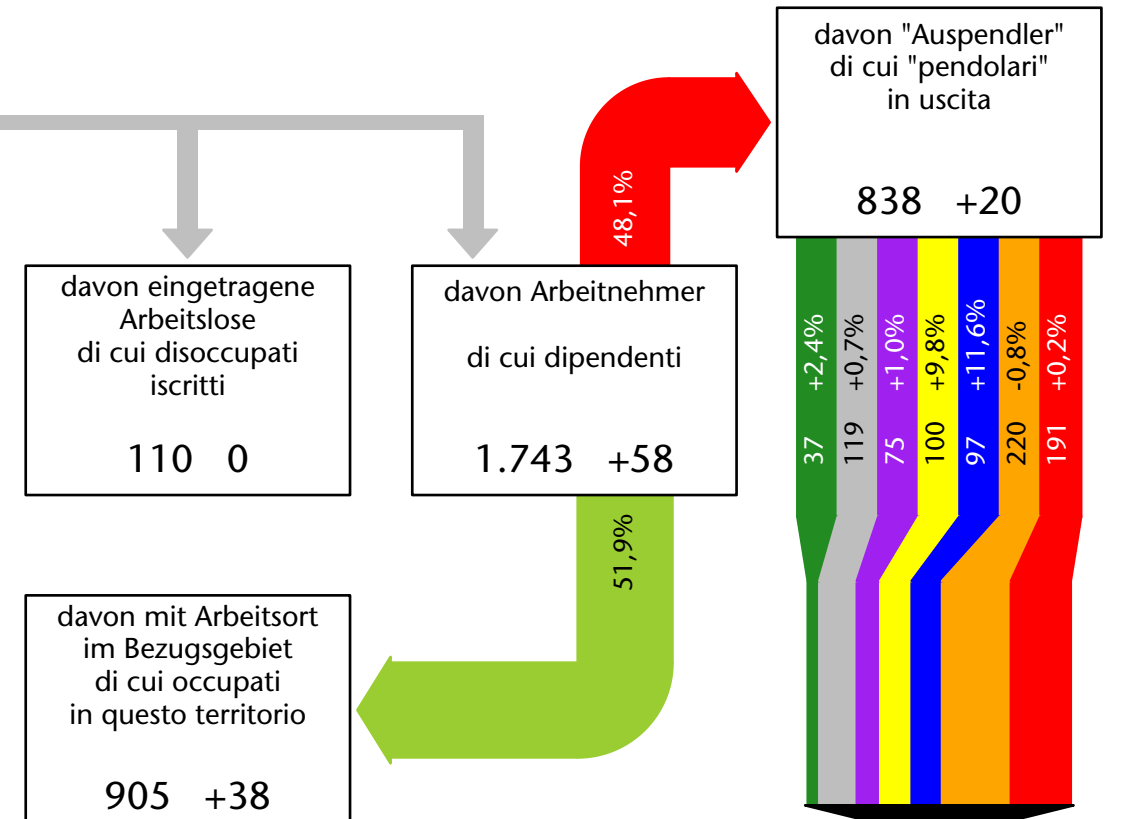 davon "Auspendler"
di cui "pendolari"
in uscita
838 +20
48,1%
davon eingetragene
Arbeitslose
di cui disoccupati
iscritti
110 0
davon Arbeitnehmer
di cui dipendenti
1.743 +58
37 +2,4%
119 +0,7%
75 +1,0%
100 +9,8%
97 +11,6%
220 -0,8%
191 +0,2%
51,9%
davon mit Arbeitsort
im Bezugsgebiet
di cui occupati
in questo territorio
905 +38